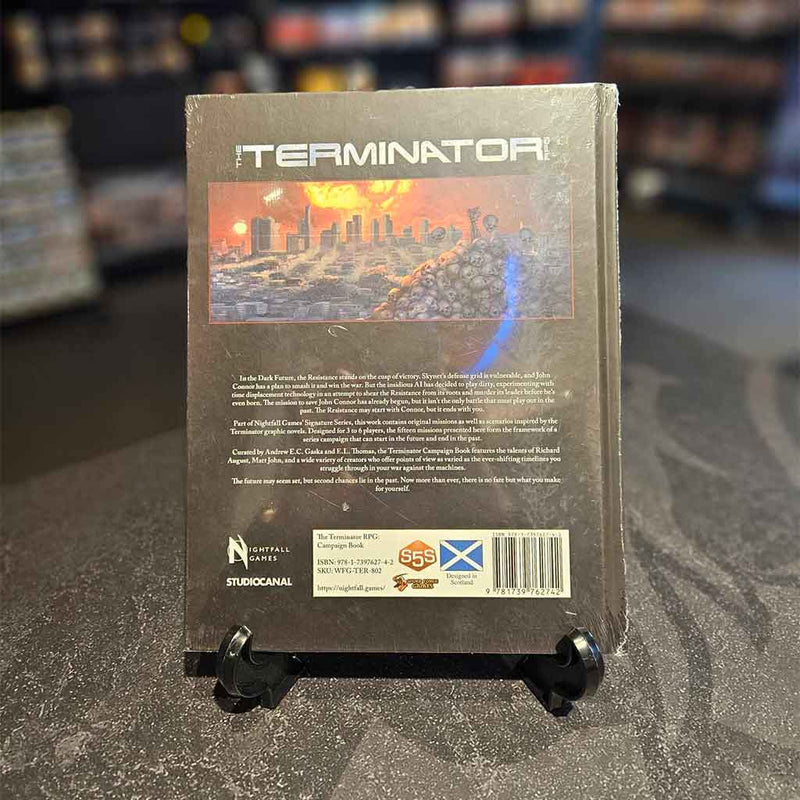 THE TERMINATOR RPG
In the Dark Future, the Resistance stands on the cusp of victory. Skynet's defense grid is vulnerable, and John
Connor has a plan to smash it and win the war. But the insidious AI has decided to play dirty, experimenting with
time displacement technology in an attempt to shear the Resistance from its roots and murder its leader before he's
even born. The mission to save John Connor has already begun, but it isn't the only battle that must play out in the
past. The Resistance may start with Connor, but it ends with you.
Part of Nightfall Games' Signature Series, this work contains original missions as well as scenarios inspired by the
Terminator graphic novels. Designed for 3 to 6 players, the fifteen missions presented here form the framework of a
series campaign that can start in the future and end in the past.
Curated by Andrew E.C. Gaska and E.L. Thomas, the Terminator Campaign Book features the talents of Richard
August, Matt John, and a wide variety of creators who offer points of view as varied as the ever-shifting timelines you
struggle through in your war against the machines.
The future may seem set, but second chances lie in the past. Now more than ever, there is no fate but what you make
for yourself.
NIGHTFALL
GAMES
STUDIOCANAL
The Terminator RPG:
Campaign Book
ISBN: 978-1-7397627-4-2
SKU: WFG-TER-802
https://nightfall.games/
S5S
WORD FORGE
GAMES
Designed in
Scotland
ISBN 978-1-7397627-4-2
9 781739 762742